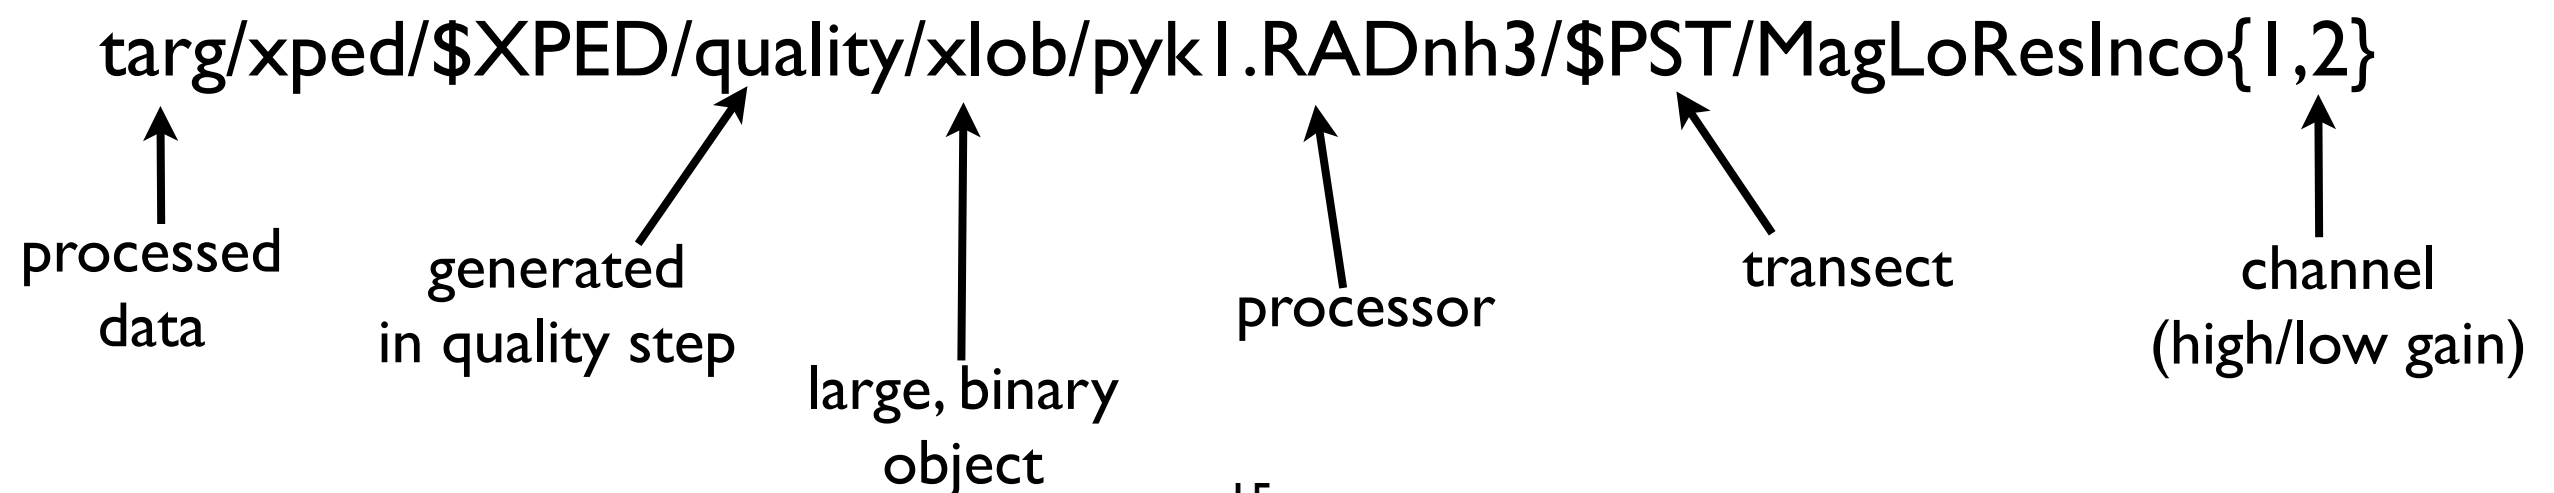 targ/xped/$XPED/quality/xlob/pyk1.RADnh3/$PST/MagLoResInco{1,2}
processed
data
generated
in quality step
large, binary
object
processor
transect
channel
(high/low gain)